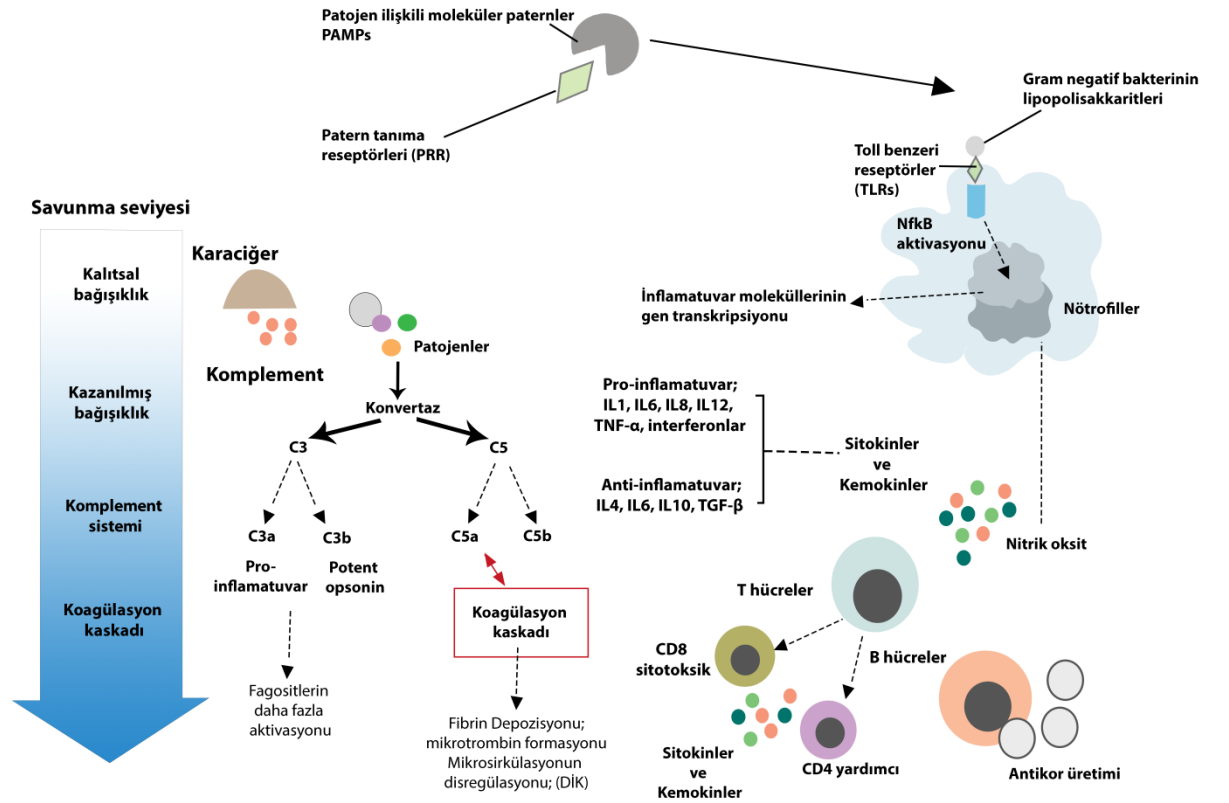 Patojen ilişkili moleküler paternler
PAMPs
Patern tanıma
reseptörleri (PRR)
Gram negatif bakterinin
lipopolisakkaritleri
Toll benzeri
reseptörler
(TLRs)
NfkB
aktivasyonu
İnflamatuvar moleküllerinin
gen transkripsiyonu
Nötrofiller
Savunma seviyesi
Kalıtsal
bağışıklık
Kazanılmış
bağışıklık
Komplement
sistemi
Koagülasyon
kaskadı
Karaciğer
Komplement
Patojenler
Konvertaz
C3
C5
C3a
C3b
C5a
C5b
Pro-
inflamatuvar
Potent
opsonin
Koagülasyon
kaskadı
Fagositlerin
daha fazla
aktivasyonu
Fibrin Depozisyonu;
mikrotrombin formasyonu
Mikrosirkülasyonun
disregülasyonu; (DİK)
Pro-inflamatuvar;
IL1, IL6, IL8, IL12,
TNF-α, interferonlar
Anti-inflamatuvar;
IL4, IL6, IL10, TGF-β
Sitokinler
ve
Kemokinler
Nitrik oksit
T hücreler
CD8
sitotoksik
B hücreler
Sitokinler
ve
Kemokinler
CD4 yardımcı
Antikor üretimi